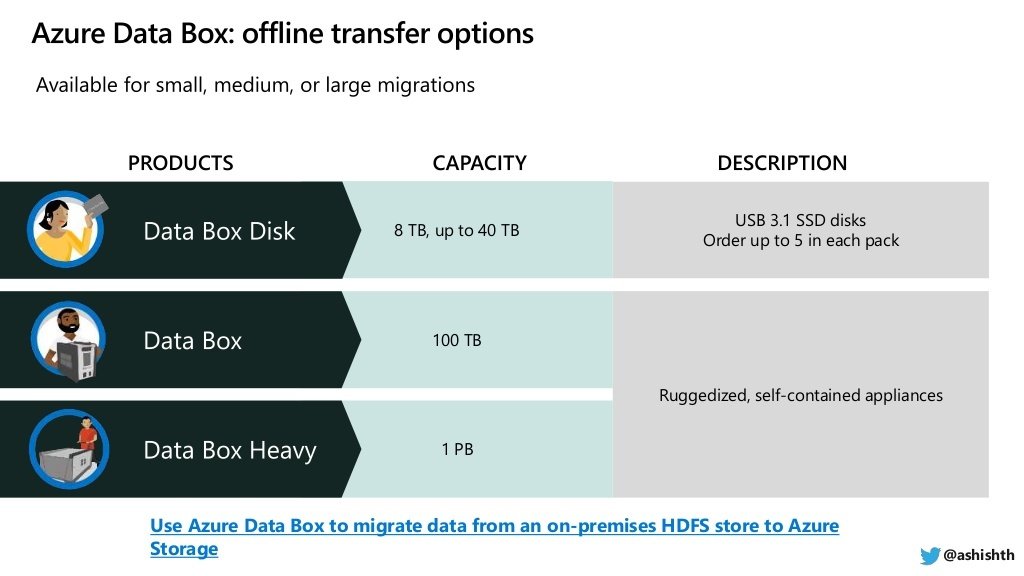 Azure Data Box: offline transfer options
Available for small, medium, or large migrations
PRODUCTS
CAPACITY
DESCRIPTION
Data Box Disk
8 TB, up to 40 TB
USB 3.1 SSD disks
Order up to 5 in each pack
Data Box
100 TB
Ruggedized, self-contained appliances
Data Box Heavy
1 PB
Use Azure Data Box to migrate data from an on-premises HDFS store to Azure
Storage
@ashishth